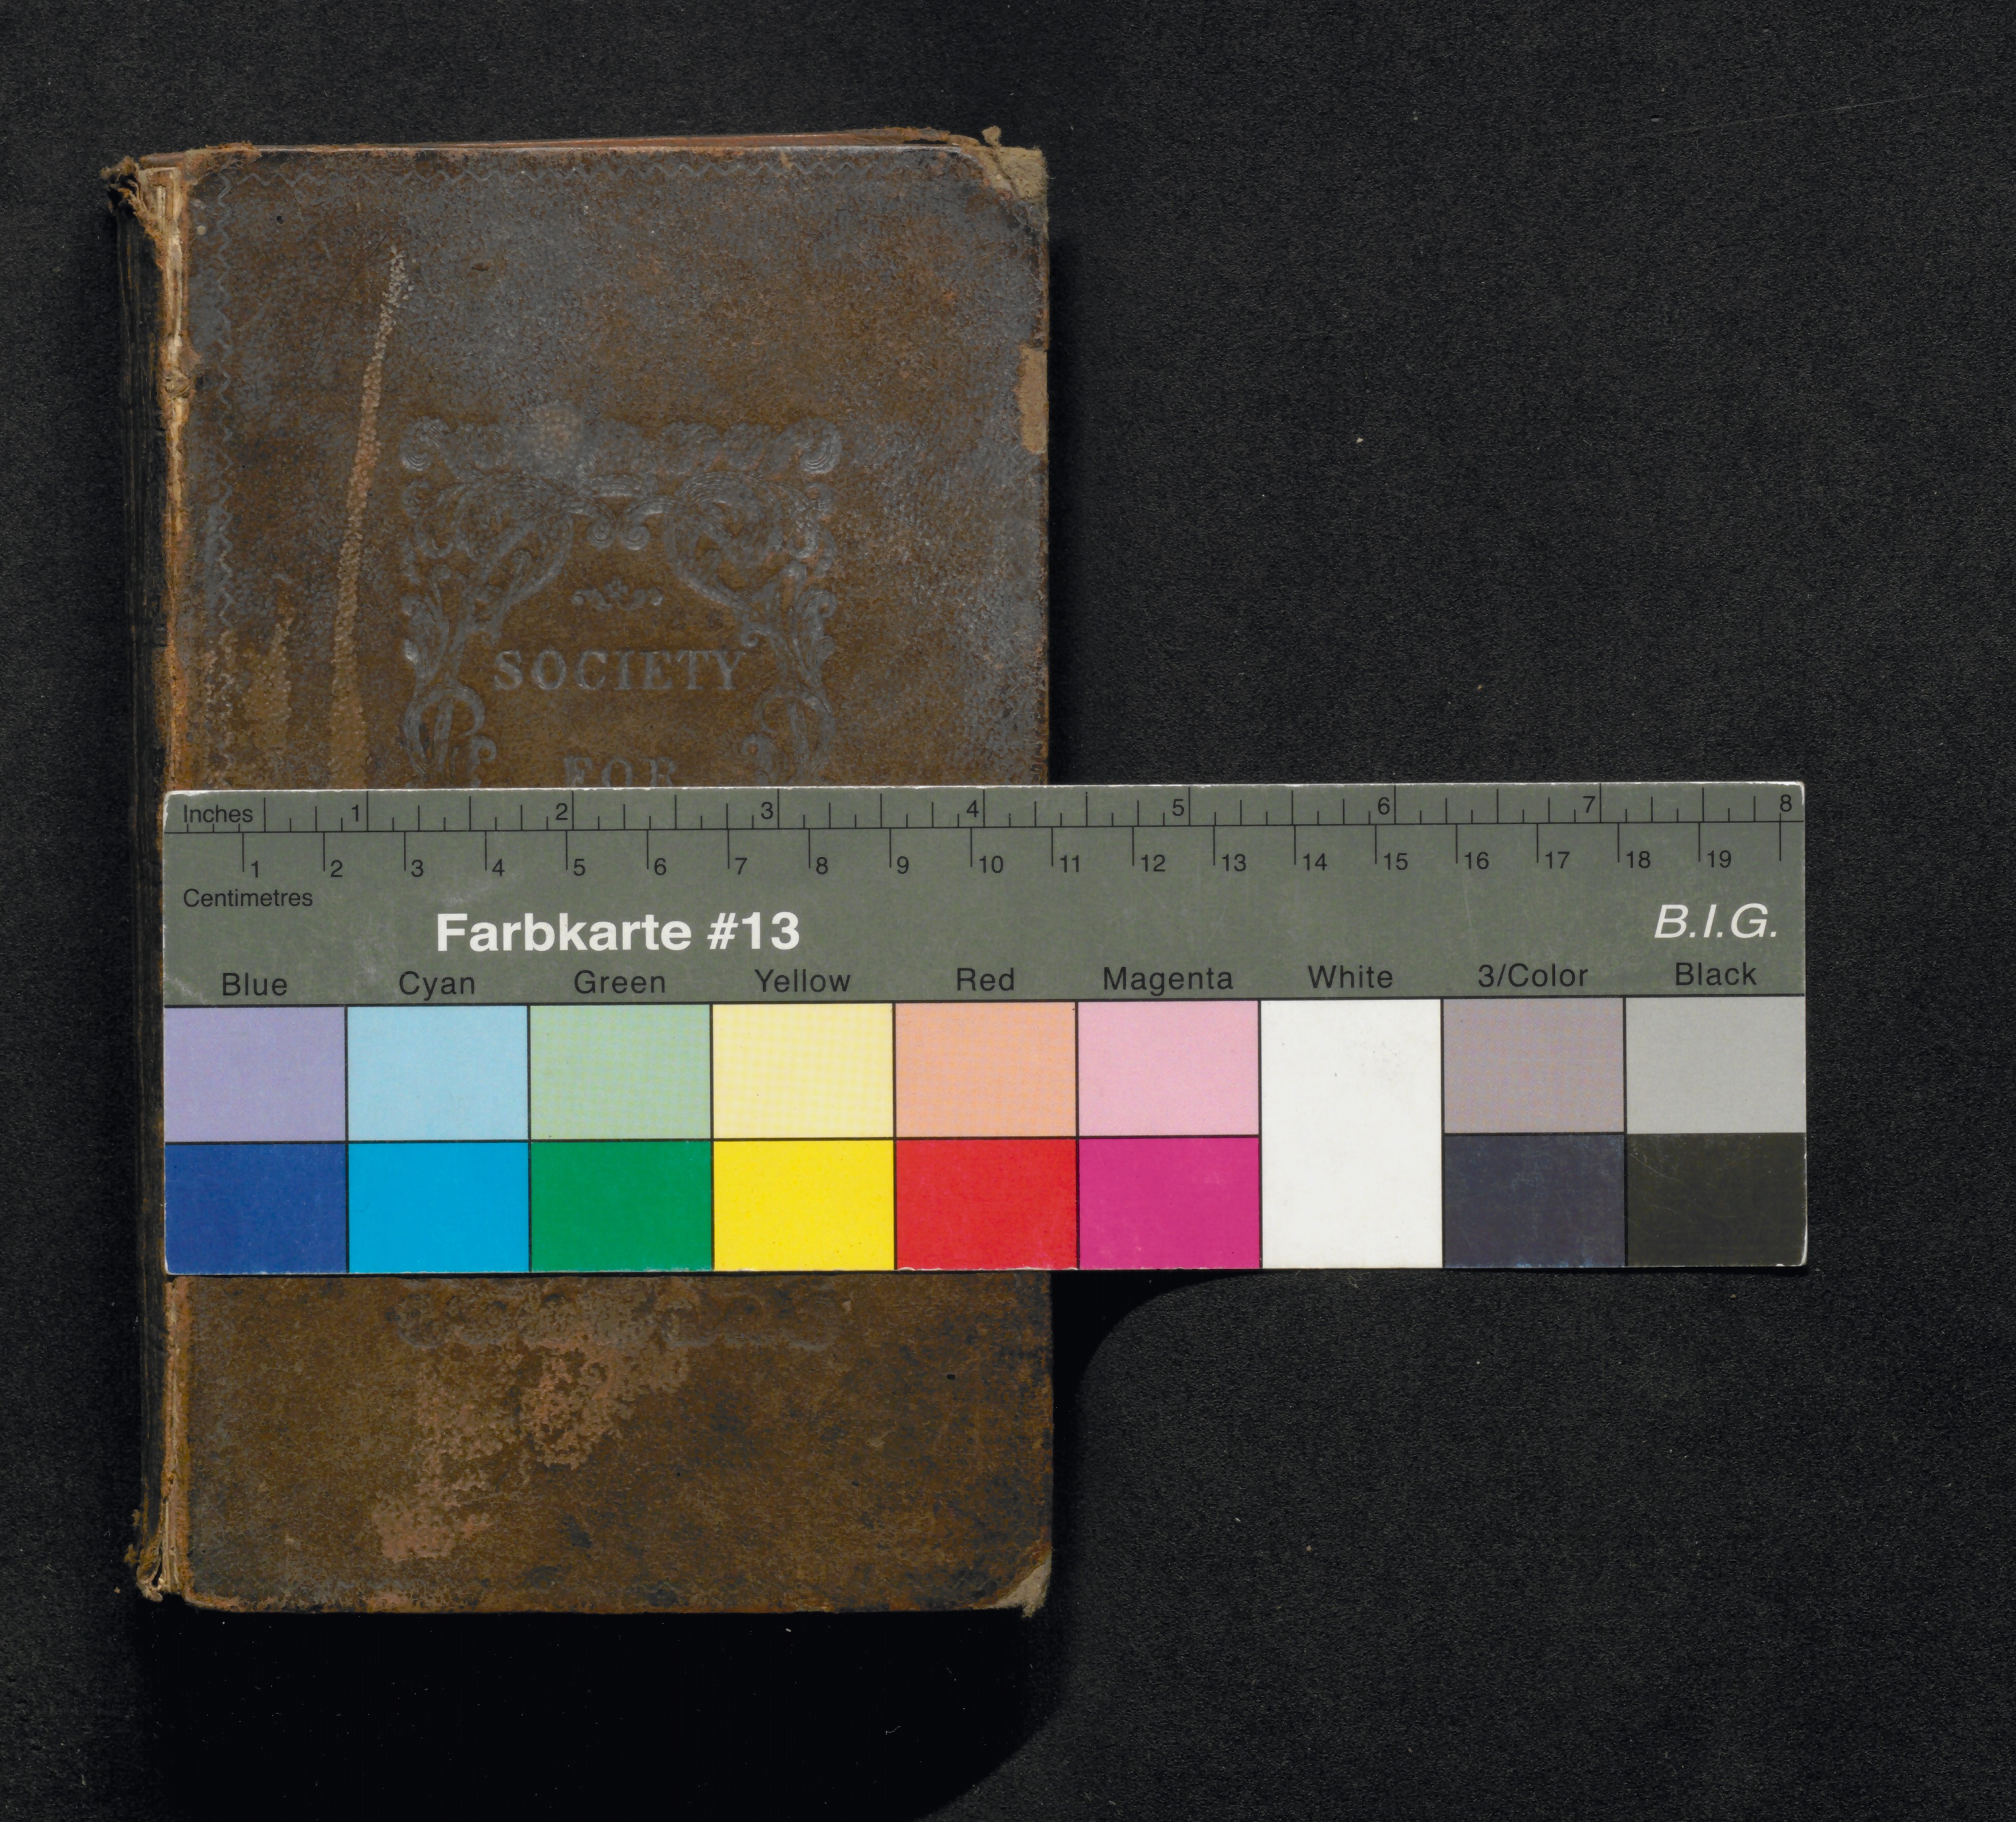 SOCIETY
FOR
Inches 1 2 3 4 5 6 7 8
1 2 3 4 5 6 7 8 9 10 11 12 13 14 15 16 17 18 19
Centimetres
Farbkarte #13
B.I.G.
Blue Cyan Green Yellow Red Magenta White 3/Color Black